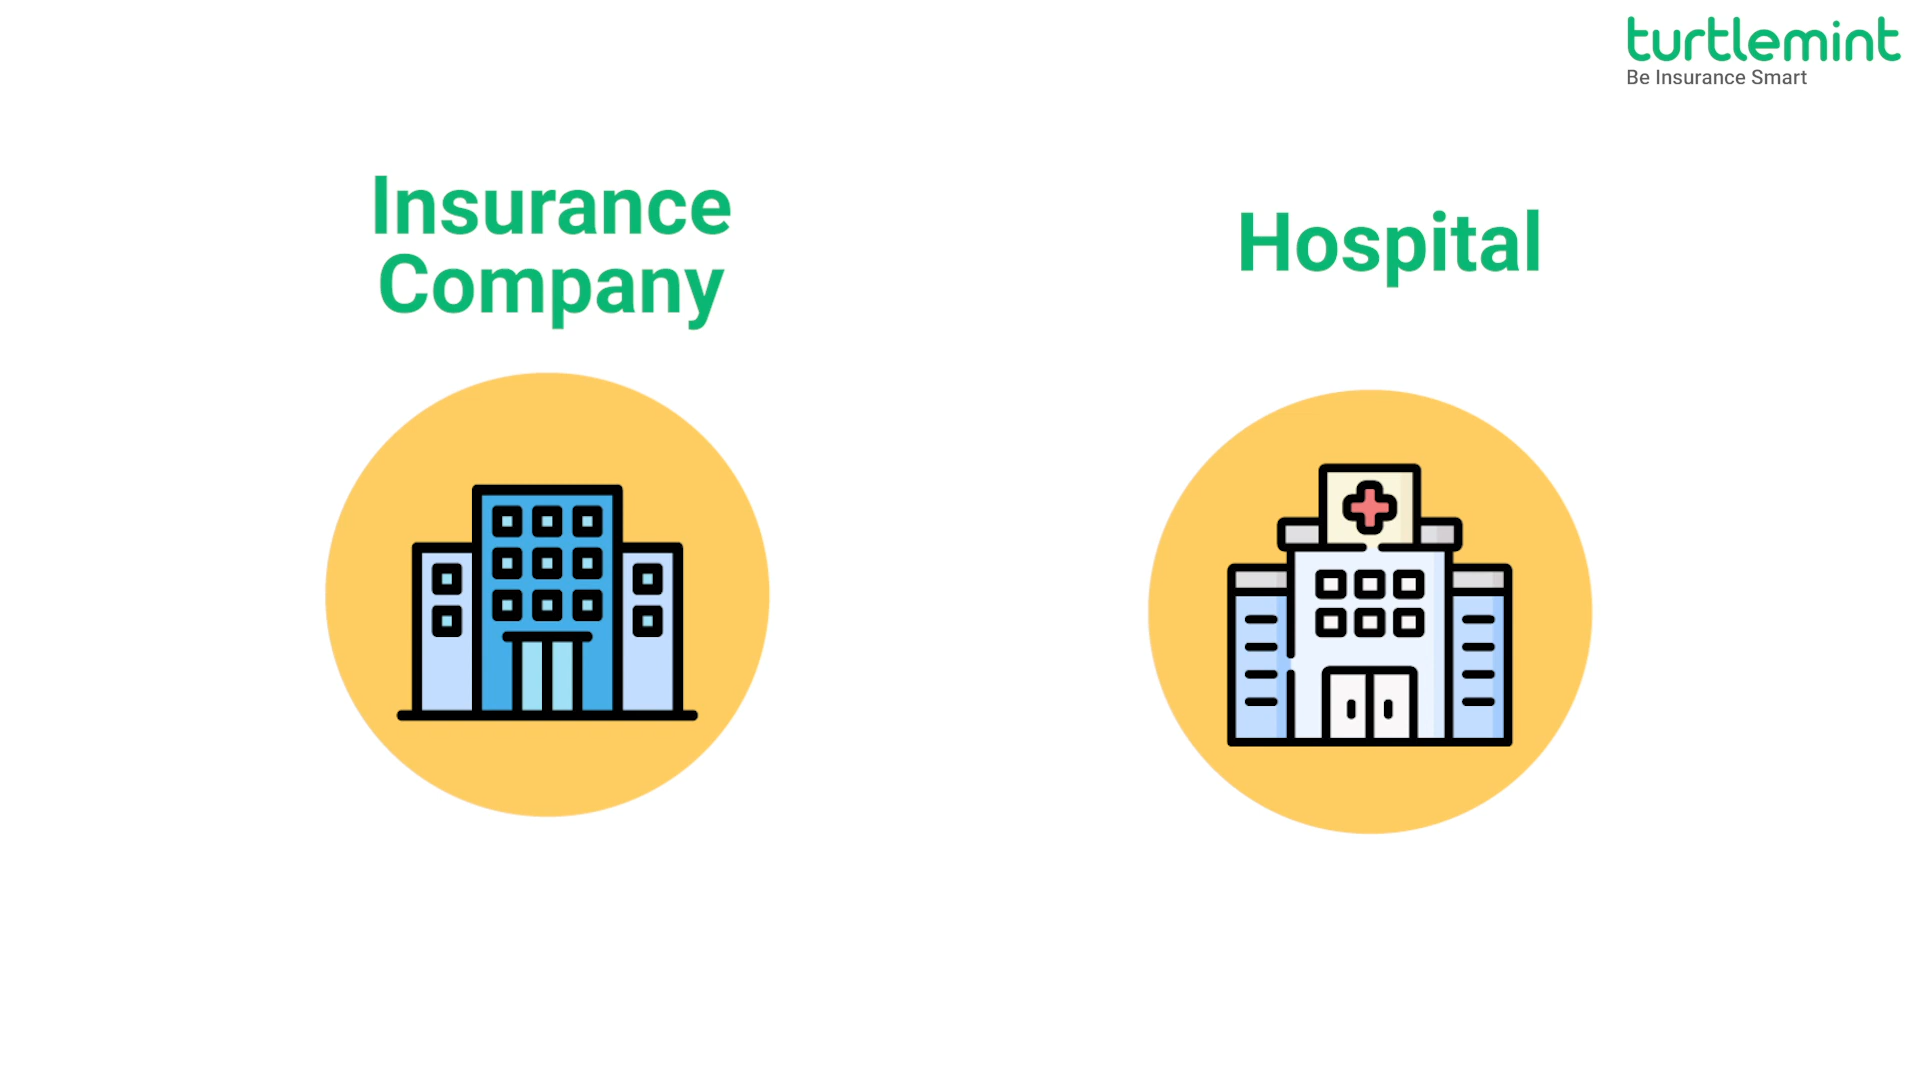 turtlemint
Be Insurance Smart
Insurance
Company
Hospital